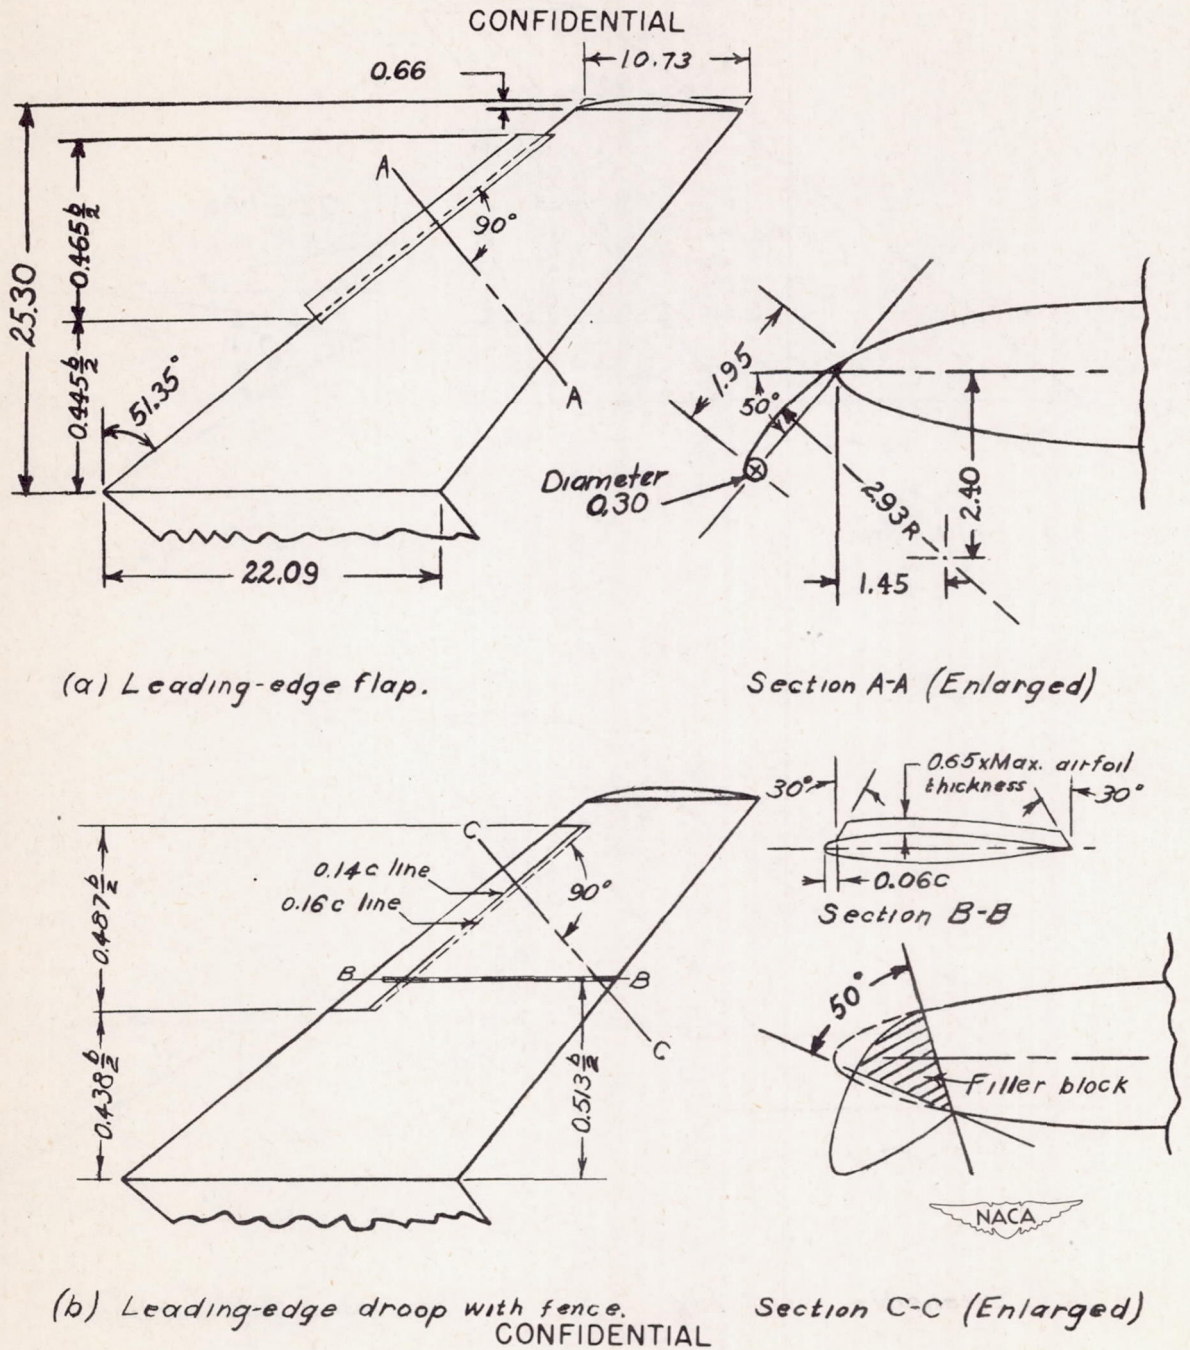 CONFIDENTIAL
10.73
0.66
A
90°
0.465 b/2
25.30
0.445 b/2
51.35°
A
22.09
1.95
50°
Diameter
0.30
2.93 R
2.40
1.45
(a) Leading-edge flap.
Section A-A (Enlarged)
0.65xMax. airfoil
thickness
30°
30°
0.06c
Section B-B
C
0.14c line
0.16c line
90°
0.487 b/2
B
B
0.438 b/2
0.513 b/2
C
50°
Filler block
NACA
(b) Leading-edge droop with fence.
Section C-C (Enlarged)
CONFIDENTIAL